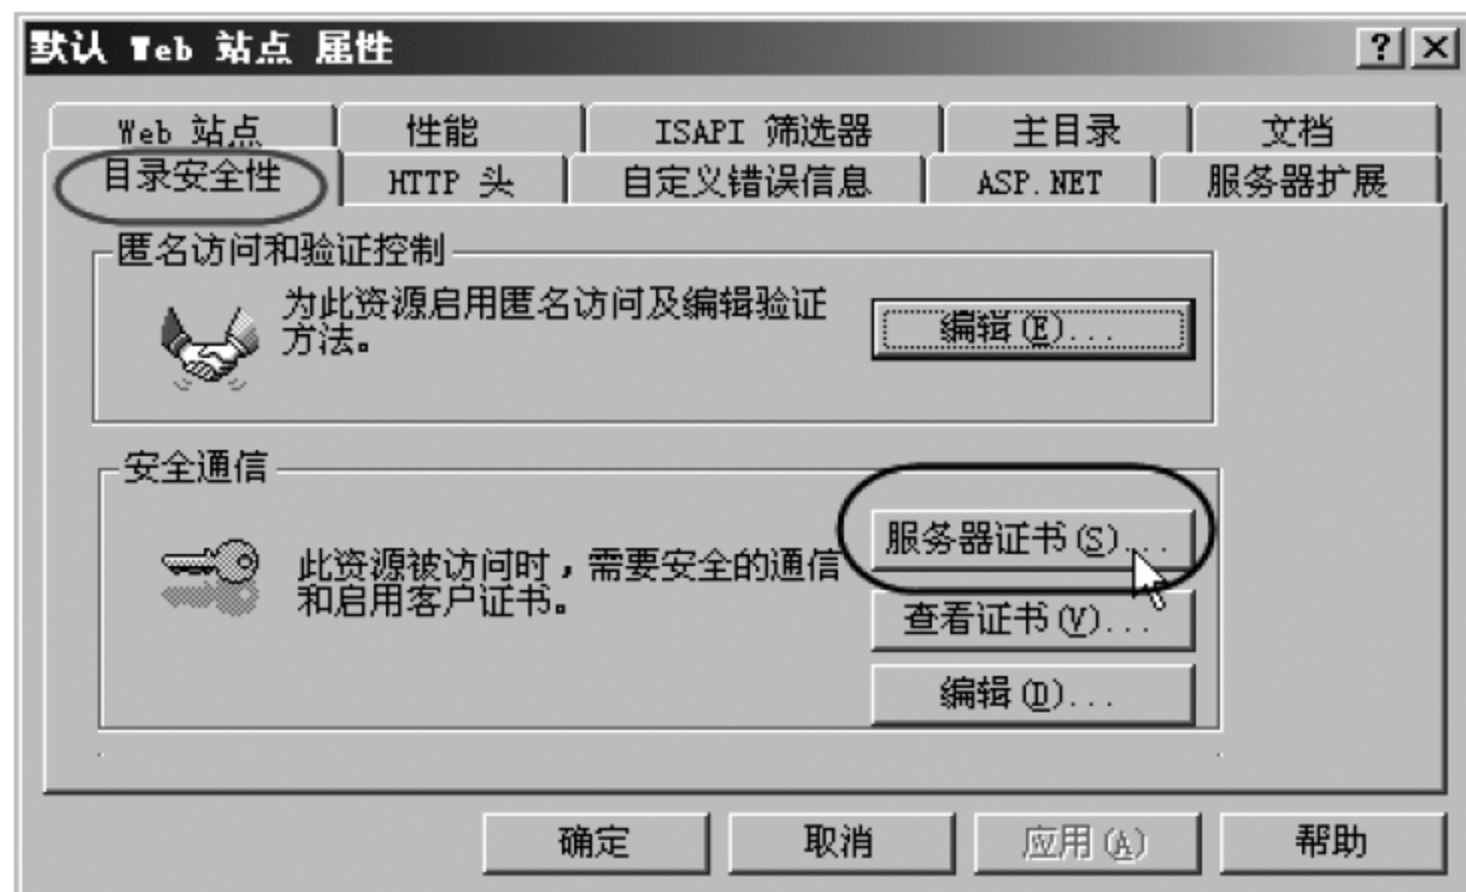 默认 Web 站点 属性
Web 站点 性能 ISAPI 筛选器 主目录 文档
目录安全性 HTTP 头 自定义错误信息 ASP.NET 服务器扩展
匿名访问和验证控制
为此资源启用匿名访问及编辑验证
方法。
编辑(E)...
安全通信
此资源被访问时，需要安全的通信
和启用客户证书。
服务器证书(S)...
查看证书(V)...
编辑(D)...
确定 取消 应用(A) 帮助